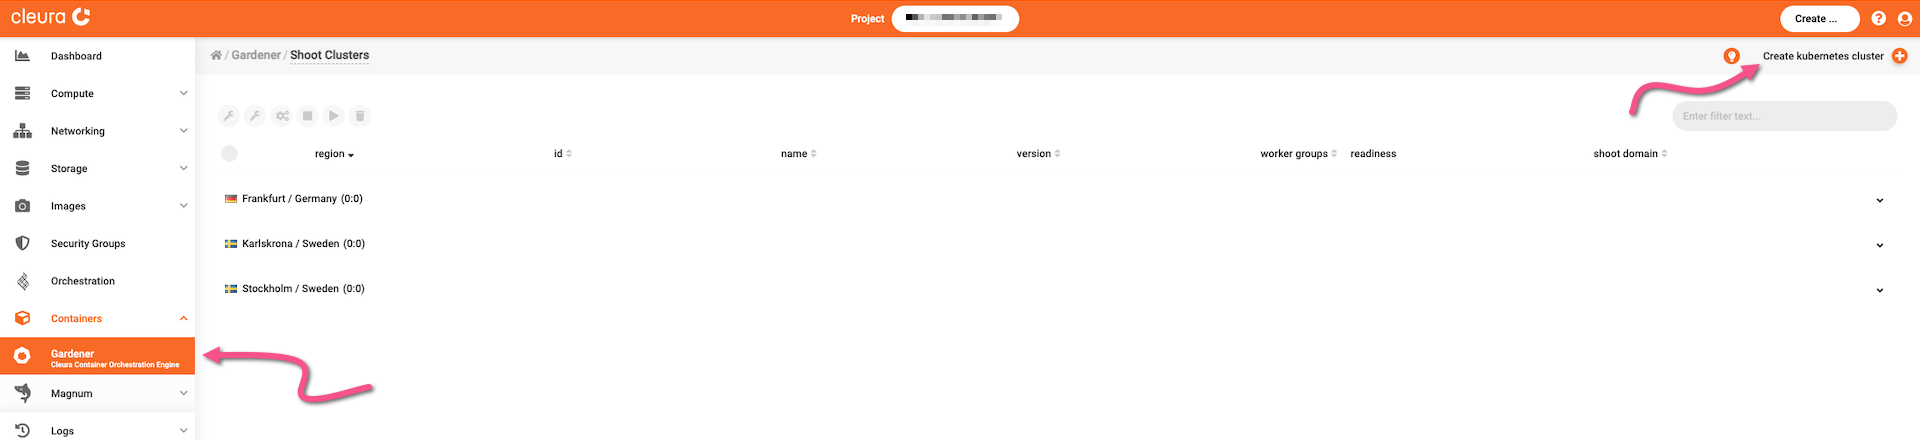 cleura
Project
Create ...
Dashboard
Compute
Networking
Storage
Images
Security Groups
Orchestration
Containers
Gardener
Cleura Container Orchestration Engine
Magnum
Logs
/ Gardener / Shoot Clusters
Create kubernetes cluster
Enter filter text...
region id name version worker groups readiness shoot domain
Frankfurt / Germany (0:0)
Karlskrona / Sweden (0:0)
Stockholm / Sweden (0:0)